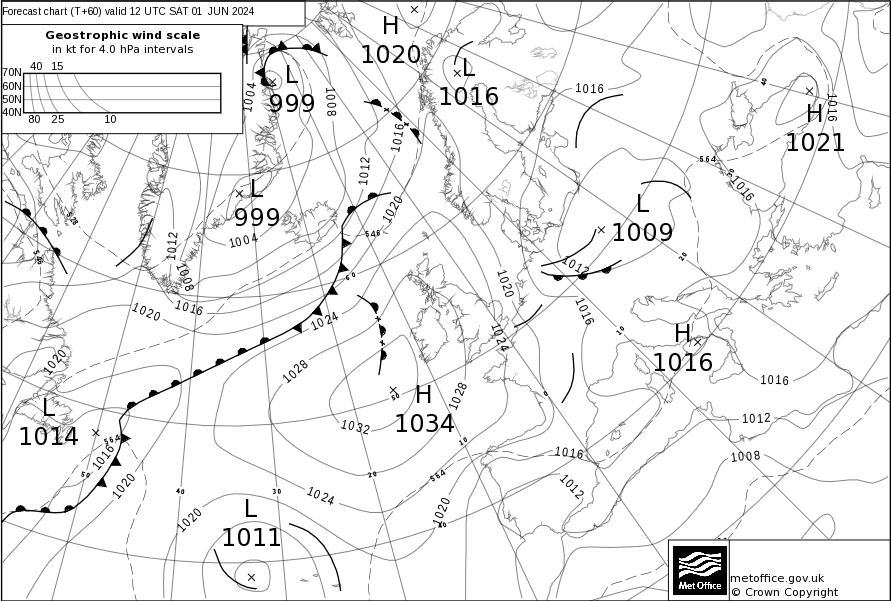 Forecast chart (T+60) valid 12 UTC SAT 01 JUN 2024
Geostrophic wind scale
in kt for 4.0 hPa intervals
40 15
70N
60N
50N
40N
80 25 10
H
1020
L
999
L
1016
H
1021
L
999
L
1009
H
1016
L
1014
H
1034
L
1011
1004
1008
1016
1016
1016
1012
1016
1020
1012
1004
1008
1016
1020
1012
1020
1016
1024
1024
1020
1028
1028
1032
1016
1012
1008
1016
1012
1016
1020
1020
1024
1020
564
564
564
546
528
40
60
20
10
0
50
50
10
20
30
40
40
Met Office
metoffice.gov.uk
© Crown Copyright